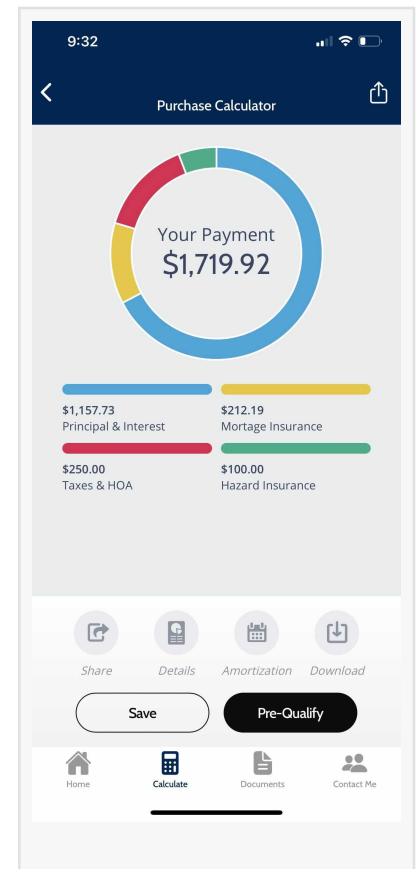 9:32
Purchase Calculator
Your Payment
$1,719.92
$1,157.73
Principal & Interest
$212.19
Mortage Insurance
$250.00
Taxes & HOA
$100.00
Hazard Insurance
Share
Details
Amortization
Download
Save
Pre-Qualify
Home
Calculate
Documents
Contact Me